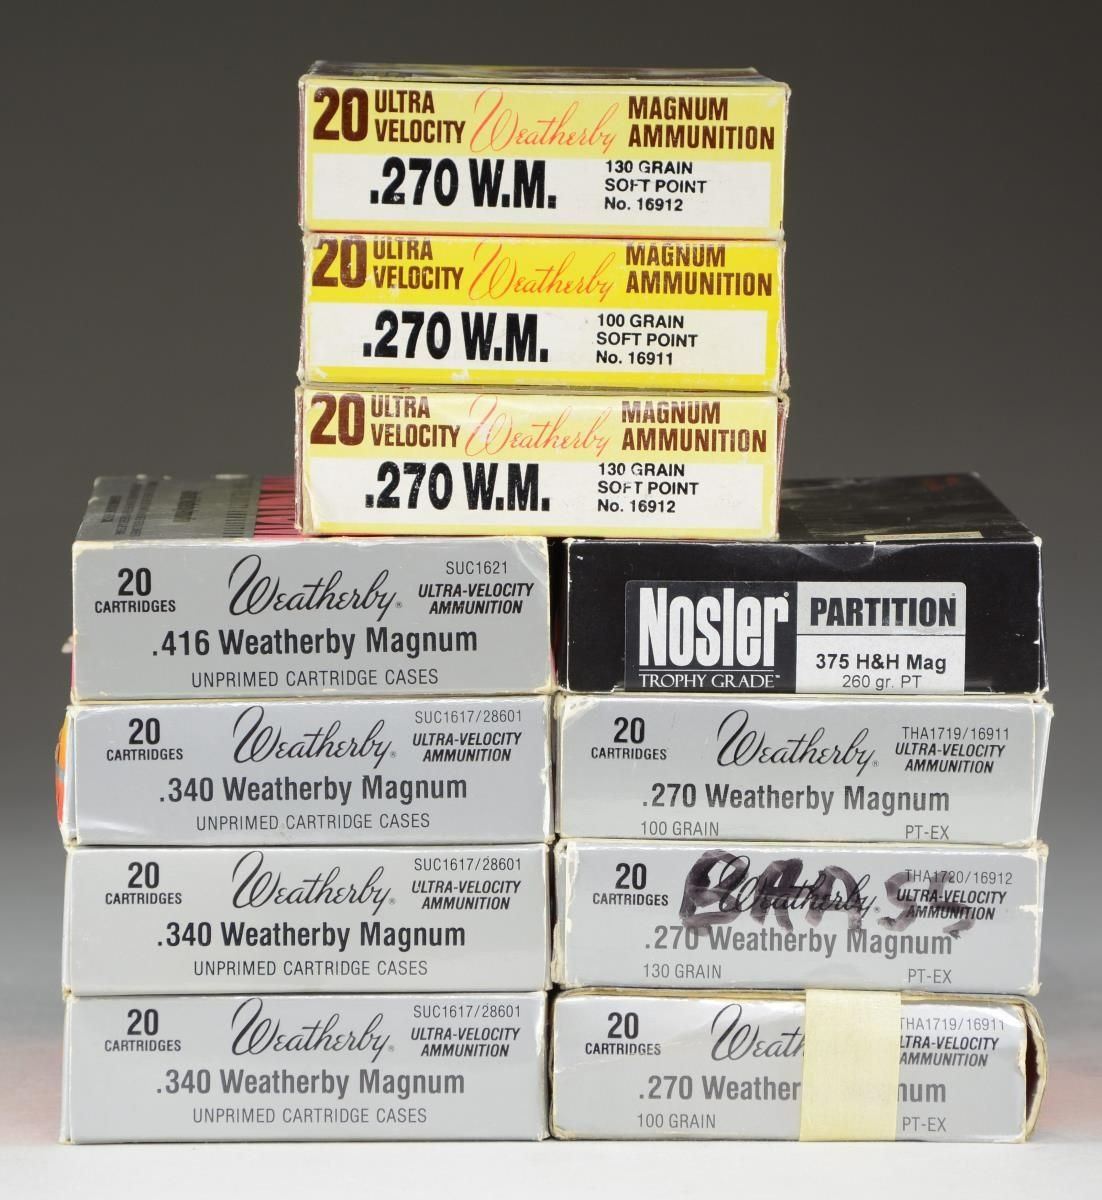 20 ULTRA VELOCITY Weatherby MAGNUM AMMUNITION
.270 W.M.
130 GRAIN
SOFT POINT
No. 16912
20 ULTRA VELOCITY Weatherby MAGNUM AMMUNITION
.270 W.M.
100 GRAIN
SOFT POINT
No. 16911
20 ULTRA VELOCITY Weatherby MAGNUM AMMUNITION
.270 W.M.
130 GRAIN
SOFT POINT
No. 16912
SUC1621
20 CARTRIDGES Weatherby® ULTRA-VELOCITY AMMUNITION
.416 Weatherby Magnum
UNPRIMED CARTRIDGE CASES
Nosler® PARTITION
TROPHY GRADE™
375 H&H Mag
260 gr. PT
SUC1617/28601
20 CARTRIDGES Weatherby® ULTRA-VELOCITY AMMUNITION
.340 Weatherby Magnum
UNPRIMED CARTRIDGE CASES
THA1719/16911
20 CARTRIDGES Weatherby® ULTRA-VELOCITY AMMUNITION
.270 Weatherby Magnum
100 GRAIN PT-EX
SUC1617/28601
20 CARTRIDGES Weatherby® ULTRA-VELOCITY AMMUNITION
.340 Weatherby Magnum
UNPRIMED CARTRIDGE CASES
BRASS
THA1720/16912
20 CARTRIDGES Weatherby® ULTRA-VELOCITY AMMUNITION
.270 Weatherby Magnum
130 GRAIN PT-EX
SUC1617/28601
20 CARTRIDGES Weatherby® ULTRA-VELOCITY AMMUNITION
.340 Weatherby Magnum
UNPRIMED CARTRIDGE CASES
THA1719/16911
20 CARTRIDGES Weath LTRA-VELOCITY AMMUNITION
.270 Weather num
100 GRAIN PT-EX